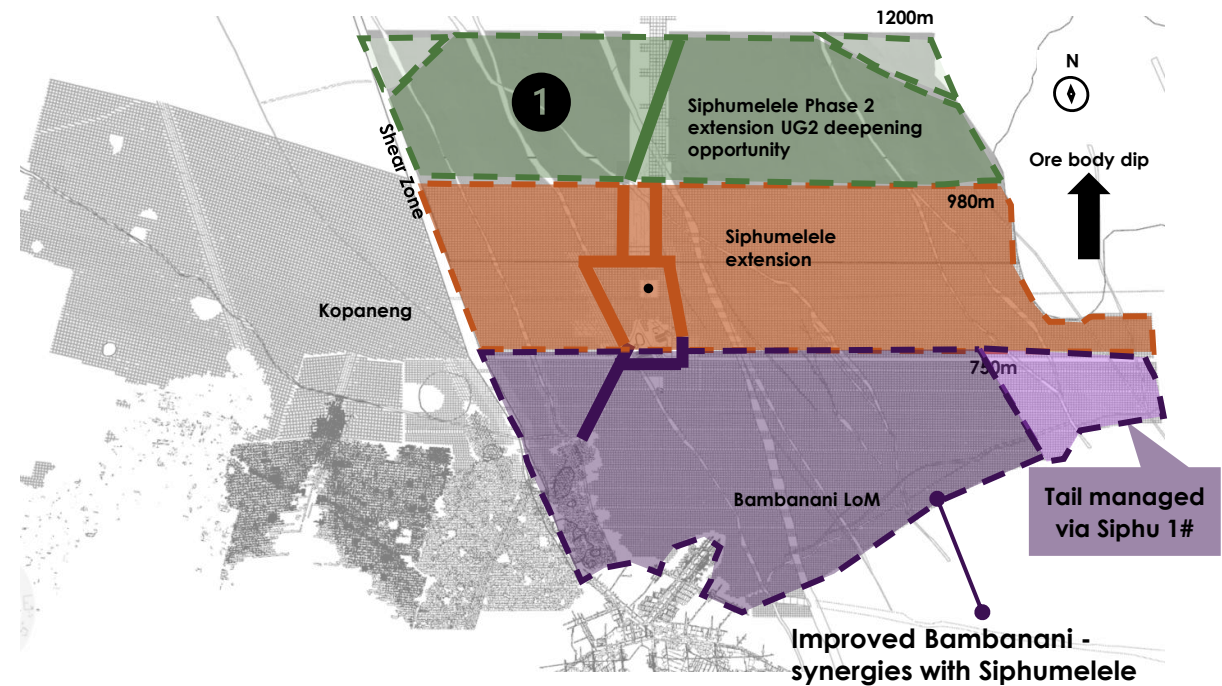 1200m
N
1
Siphumelele Phase 2
extension UG2 deepening
opportunity
Shear Zone
Ore body dip
980m
Siphumelele
extension
Kopaneng
750m
Bambanani LoM
Tail managed
via Siphu 1#
Improved Bambanani -
synergies with Siphumelele